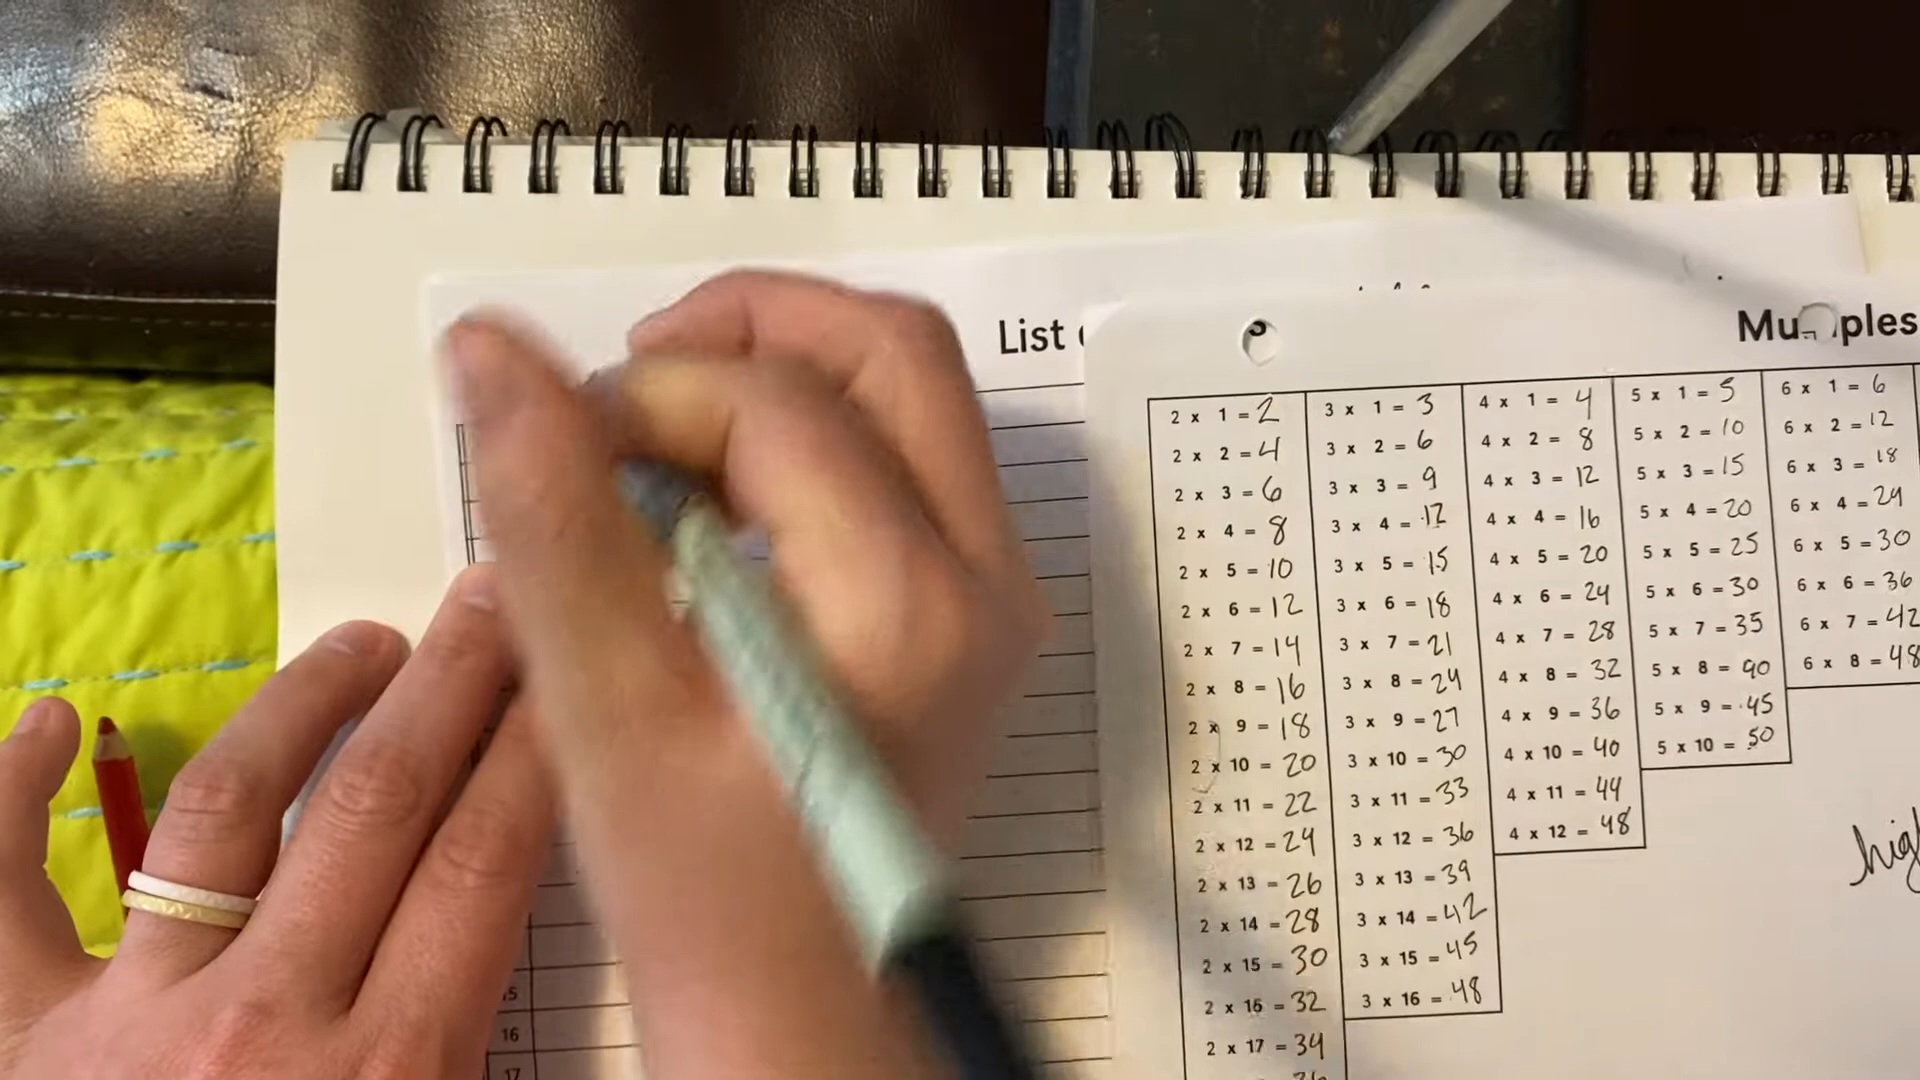 List
Mu ples
2 x 1 = 2
2 x 2 = 4
2 x 3 = 6
2 x 4 = 8
2 x 5 = 10
2 x 6 = 12
2 x 7 = 14
2 x 8 = 16
2 x 9 = 18
2 x 10 = 20
2 x 11 = 22
2 x 12 = 24
2 x 13 = 26
2 x 14 = 28
2 x 15 = 30
2 x 16 = 32
2 x 17 = 34
3 x 1 = 3
3 x 2 = 6
3 x 3 = 9
3 x 4 = 12
3 x 5 = 15
3 x 6 = 18
3 x 7 = 21
3 x 8 = 24
3 x 9 = 27
3 x 10 = 30
3 x 11 = 33
3 x 12 = 36
3 x 13 = 39
3 x 14 = 42
3 x 15 = 45
3 x 16 = 48
4 x 1 = 4
4 x 2 = 8
4 x 3 = 12
4 x 4 = 16
4 x 5 = 20
4 x 6 = 24
4 x 7 = 28
4 x 8 = 32
4 x 9 = 36
4 x 10 = 40
4 x 11 = 44
4 x 12 = 48
5 x 1 = 5
5 x 2 = 10
5 x 3 = 15
5 x 4 = 20
5 x 5 = 25
5 x 6 = 30
5 x 7 = 35
5 x 8 = 40
5 x 9 = 45
5 x 10 = 50
6 x 1 = 6
6 x 2 = 12
6 x 3 = 18
6 x 4 = 24
6 x 5 = 30
6 x 6 = 36
6 x 7 = 42
6 x 8 = 48
hig
16
17